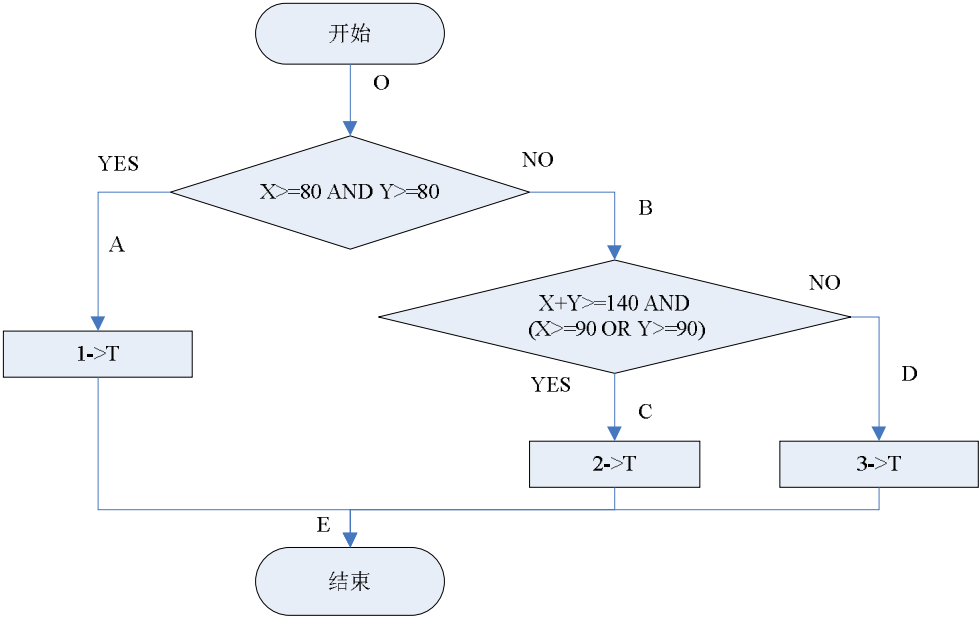 开始
O
YES
NO
X>=80 AND Y>=80
B
A
NO
X+Y>=140 AND
(X>=90 OR Y>=90)
1->T
YES
D
C
2->T
3->T
E
结束